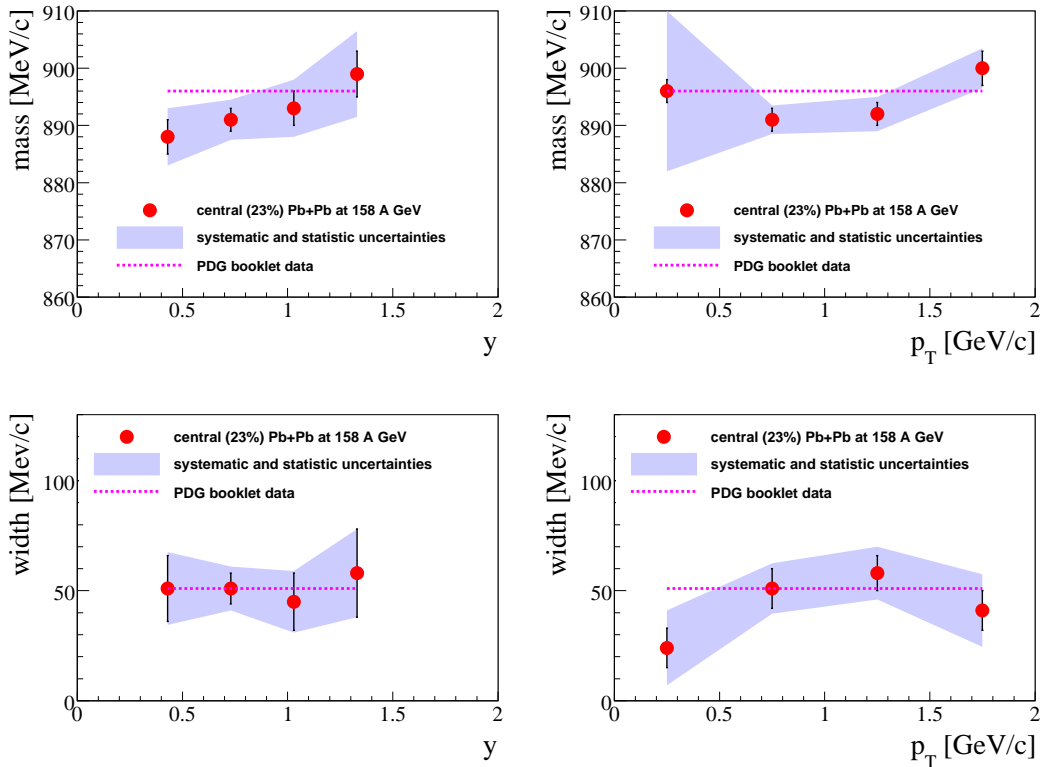 mass [MeV/c]
910
900
890
880
870
860
central (23%) Pb+Pb at 158 A GeV
systematic and statistic uncertainties
PDG booklet data
0 0.5 1 1.5 2
y
mass [MeV/c]
910
900
890
880
870
860
central (23%) Pb+Pb at 158 A GeV
systematic and statistic uncertainties
PDG booklet data
0 0.5 1 1.5 2
p_T [GeV/c]
width [Mev/c]
100
50
0
central (23%) Pb+Pb at 158 A GeV
systematic and statistic uncertainties
PDG booklet data
0 0.5 1 1.5 2
y
width [Mev/c]
100
50
0
central (23%) Pb+Pb at 158 A GeV
systematic and statistic uncertainties
PDG booklet data
0 0.5 1 1.5 2
p_T [GeV/c]